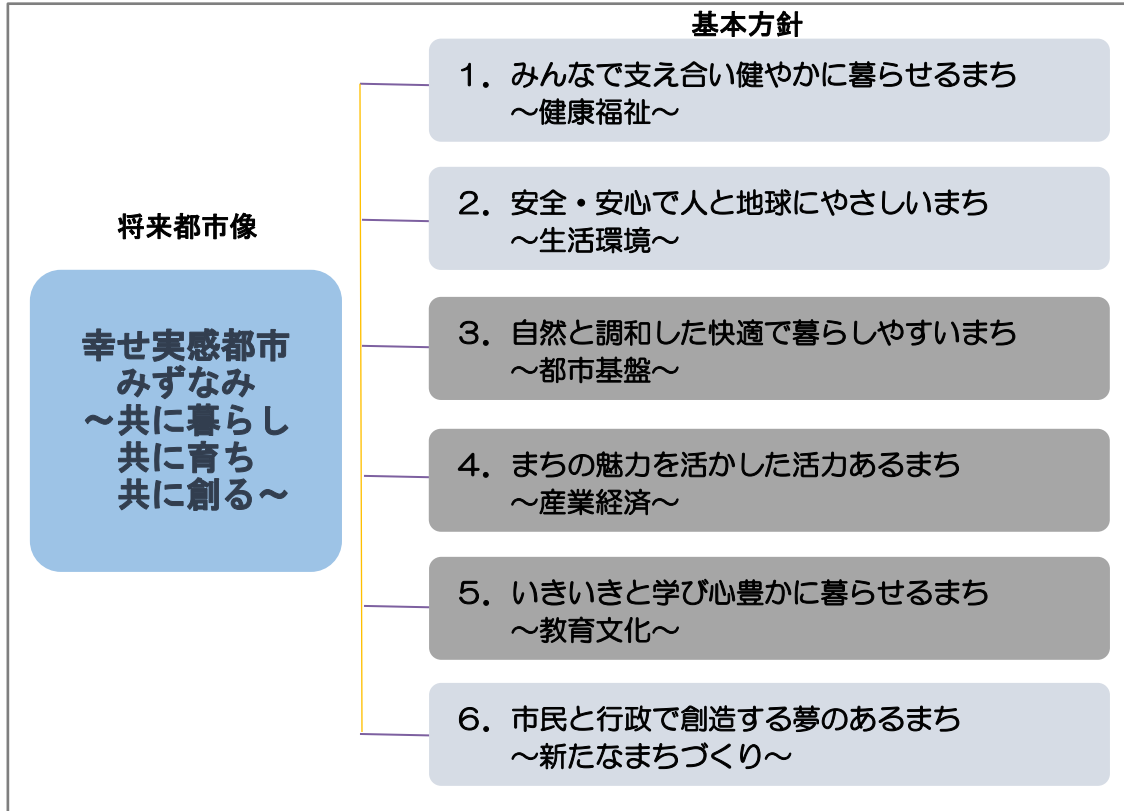 基本方針
将来都市像
幸せ実感都市
みずなみ
～共に暮らし
共に育ち
共に創る～
１．みんなで支え合い健やかに暮らせるまち
～健康福祉～
２．安全・安心で人と地球にやさしいまち
～生活環境～
３．自然と調和した快適で暮らしやすいまち
～都市基盤～
４．まちの魅力を活かした活力あるまち
～産業経済～
５．いきいきと学び心豊かに暮らせるまち
～教育文化～
６．市民と行政で創造する夢のあるまち
～新たなまちづくり～